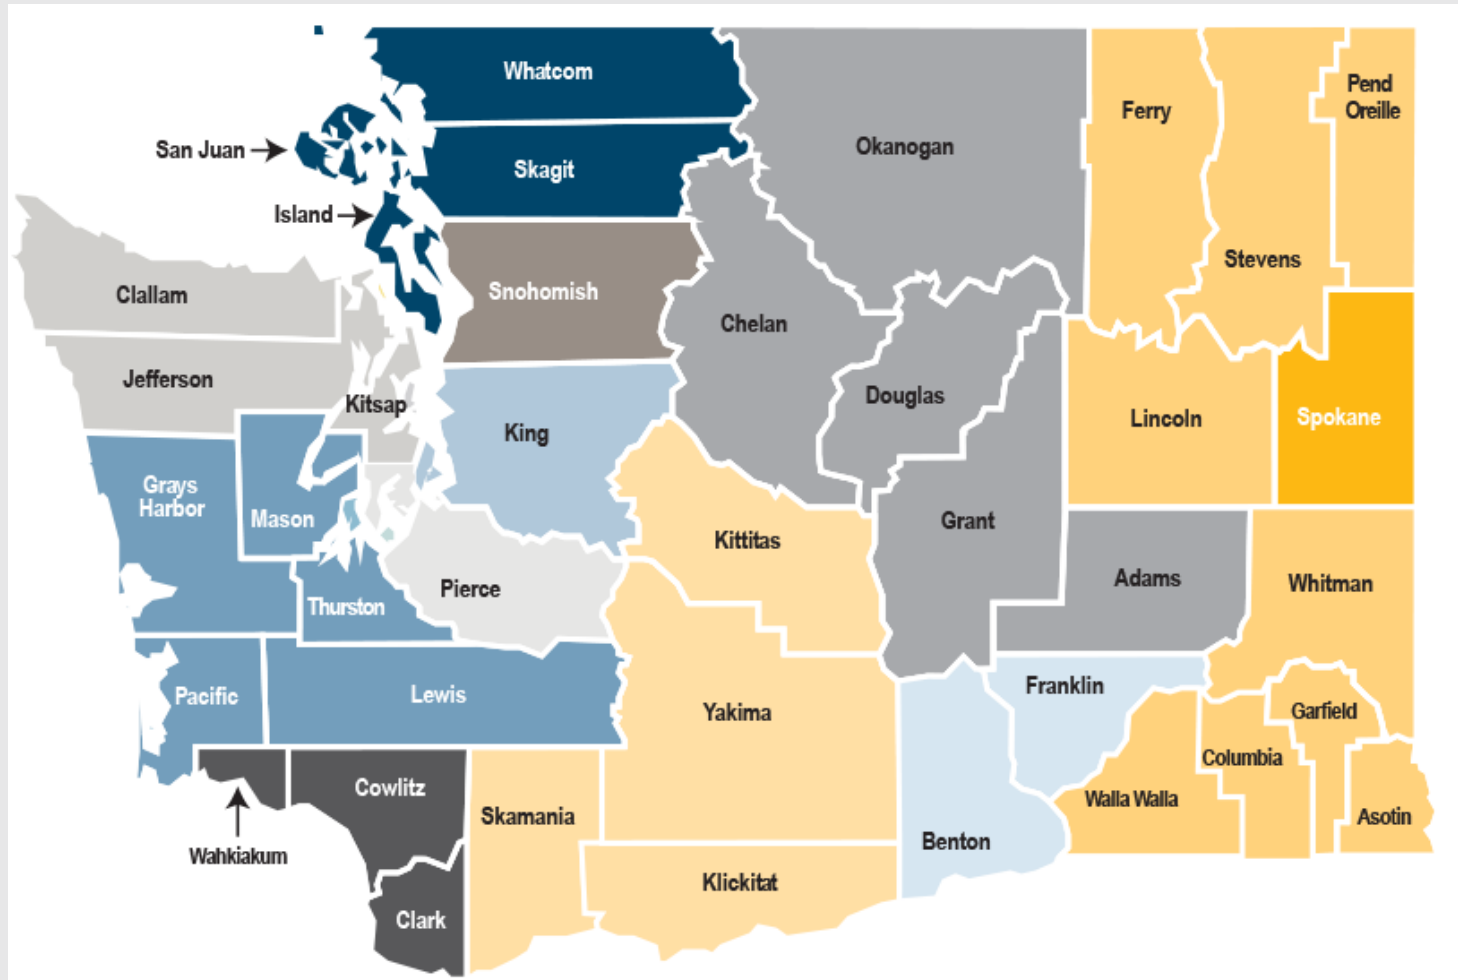 Whatcom
San Juan
Skagit
Island
Okanogan
Ferry
Pend
Oreille
Stevens
Clallam
Snohomish
Chelan
Jefferson
Kitsap
King
Douglas
Lincoln
Spokane
Grays
Harbor
Mason
Kittitas
Grant
Pierce
Thurston
Adams
Whitman
Pacific
Lewis
Yakima
Franklin
Garfield
Columbia
Cowlitz
Skamania
Walla Walla
Asotin
Wahkiakum
Benton
Klickitat
Clark